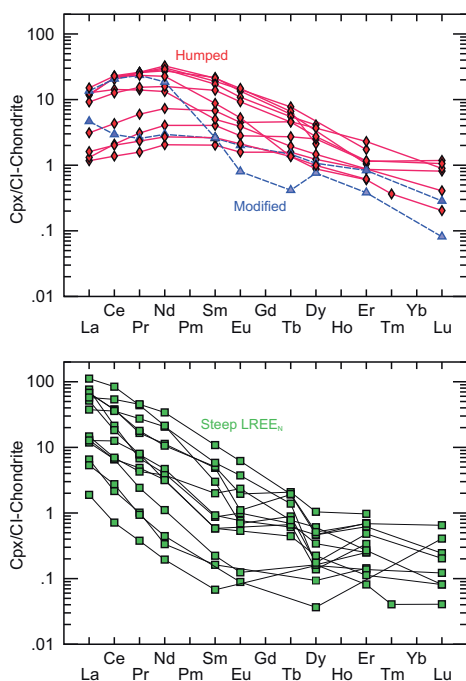 100
10
1
.1
.01
Cpx/CI-Chondrite
Humped
Modified
Ce Nd Sm Gd Dy Er Yb
La Pr Pm Eu Tb Ho Tm Lu
100
10
1
.1
.01
Cpx/CI-Chondrite
Steep LREEN
Ce Nd Sm Gd Dy Er Yb
La Pr Pm Eu Tb Ho Tm Lu